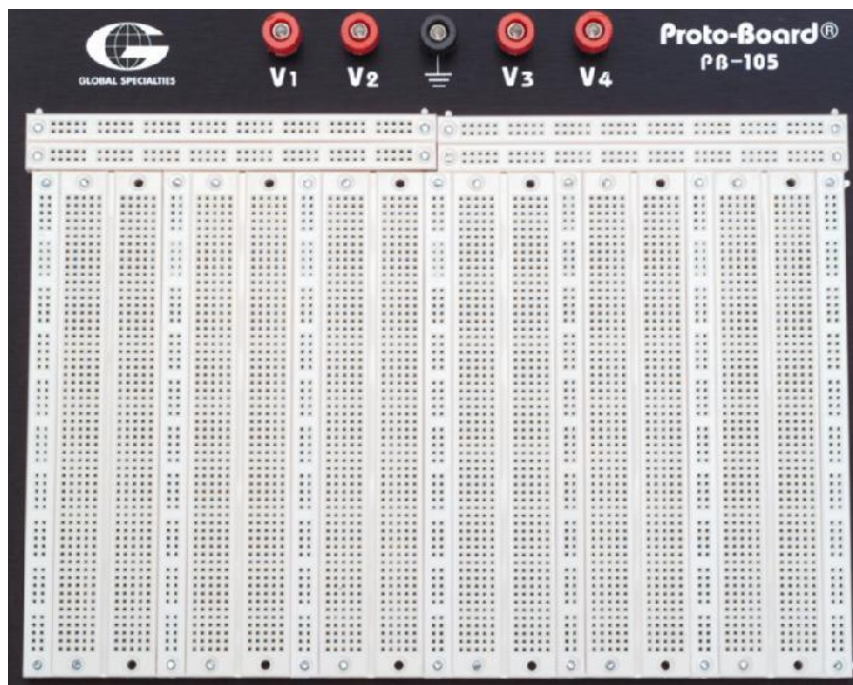 GLOBAL SPECIALTIES
V1
V2
V3
V4
Proto-Board®
PB-105